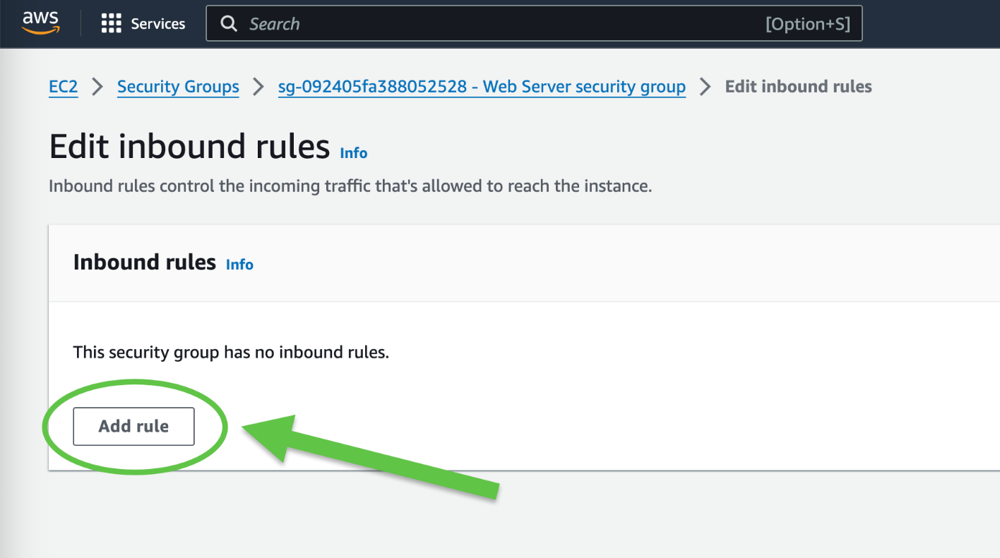 aws Services Search [Option+S]
EC2 Security Groups sg-092405fa388052528 - Web Server security group Edit inbound rules
Edit inbound rules Info
Inbound rules control the incoming traffic that's allowed to reach the instance.
Inbound rules Info
This security group has no inbound rules.
Add rule